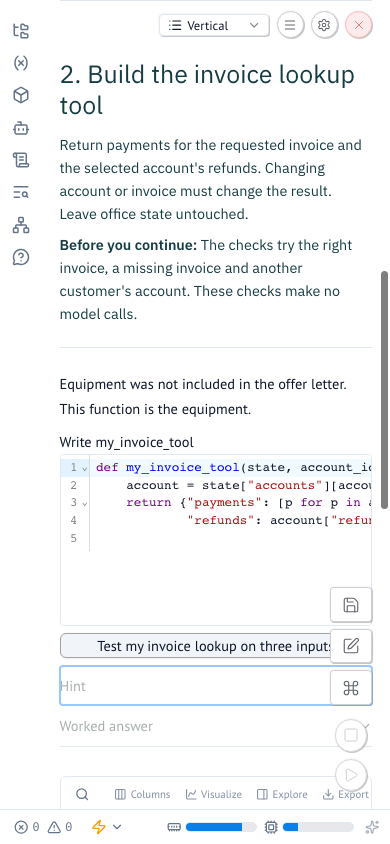 Vertical
2. Build the invoice lookup
tool
Return payments for the requested invoice and
the selected account's refunds. Changing
account or invoice must change the result.
Leave office state untouched.
Before you continue: The checks try the right
invoice, a missing invoice and another
customer's account. These checks make no
model calls.
Equipment was not included in the offer letter.
This function is the equipment.
Write my_invoice_tool
1 def my_invoice_tool(state, account_ic
2 account = state["accounts"][accou
3 return {"payments": [p for p in a
4 "refunds": account["refun
5
Test my invoice lookup on three inputs
Hint
Worked answer
Columns Visualize Explore Export
0 0